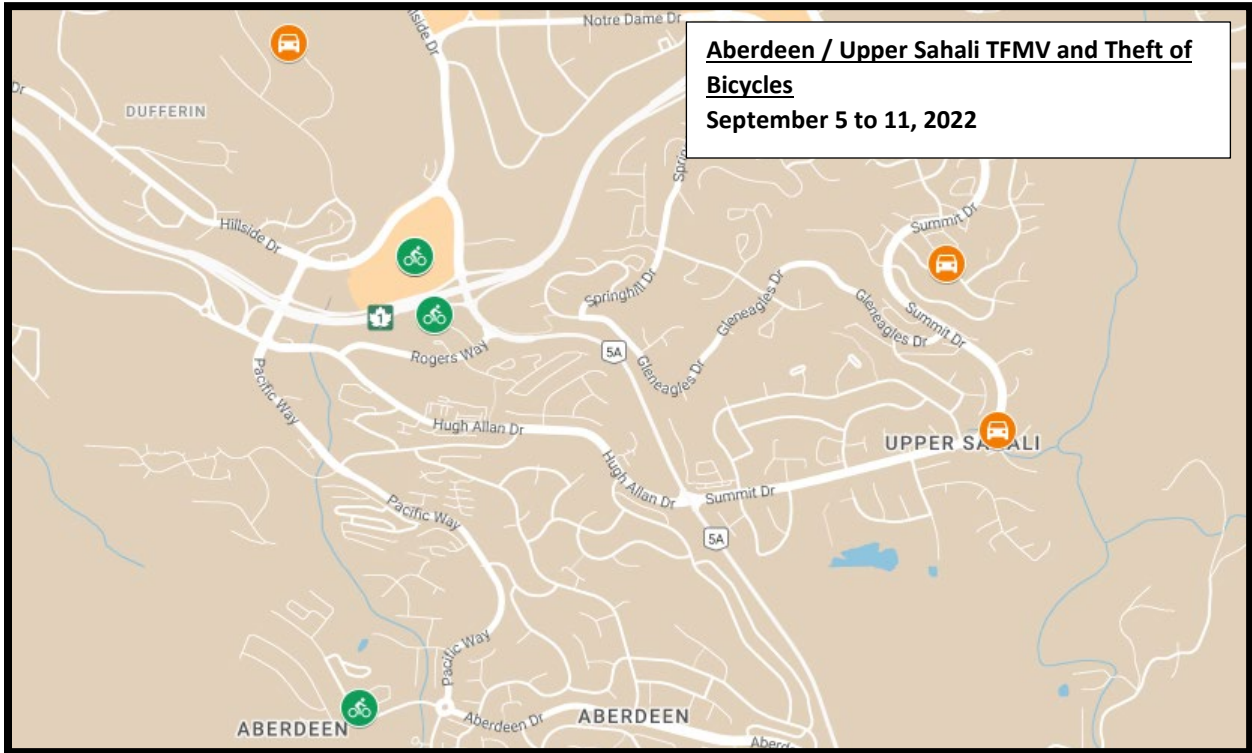 Aberdeen / Upper Sahali TFMV and Theft of
Bicycles
September 5 to 11, 2022
Notre Dame Dr
Dr
DUFFERIN
Summit Dr
Hillside Dr
Springhill Dr
Gleneagles Dr
Gleneagles Dr
Summit Dr
1
Rogers Way
5A
Gleneagles Dr
Pacific Way
Hugh Allan Dr
UPPER SAHALI
Hugh Allan Dr
Summit Dr
Pacific Way
5A
Pacific Way
ABERDEEN
Aberdeen Dr
ABERDEEN